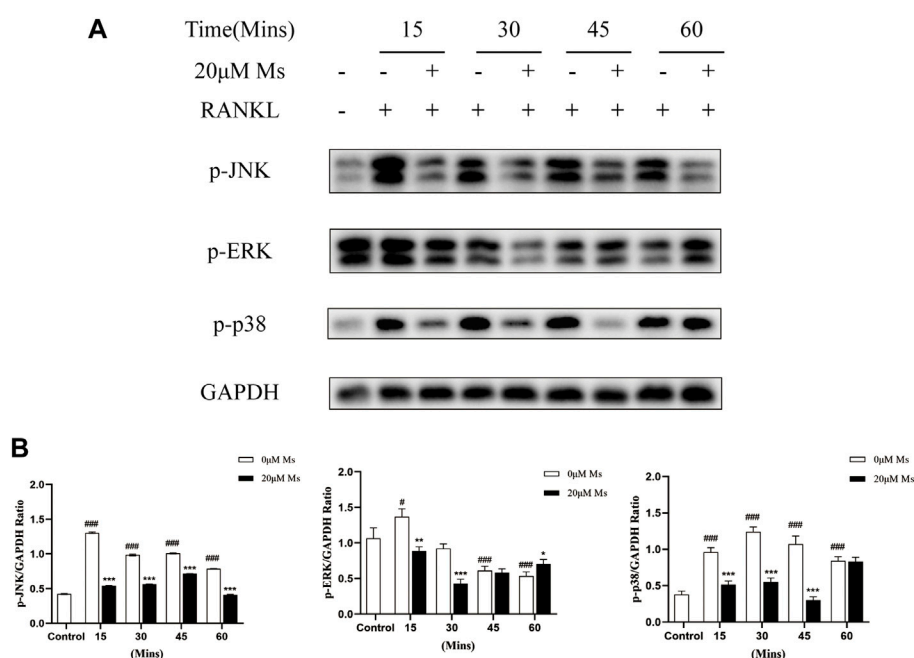 A
Time(Mins) 15 30 45 60
20μM Ms - - + - + - + - +
RANKL - + + + + + + + +
p-JNK
p-ERK
p-p38
GAPDH
B
0μM Ms
20μM Ms
p-JNK/GAPDH Ratio
2.0
1.5
1.0
0.5
0.0
###
***
###
***
###
***
###
***
Control 15 30 45 60
(Mins)
0μM Ms
20μM Ms
p-ERK/GAPDH Ratio
2.0
1.5
1.0
0.5
0.0
#
**
***
###
###
*
Control 15 30 45 60
(Mins)
0μM Ms
20μM Ms
p-p38/GAPDH Ratio
2.0
1.5
1.0
0.5
0.0
###
***
###
***
###
***
###
Control 15 30 45 60
(Mins)